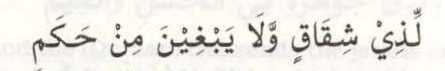 لِّذِيْ شِقَاقٍ وَّلَا يَبْغِيْنَ مِنْ حَكَمٍ